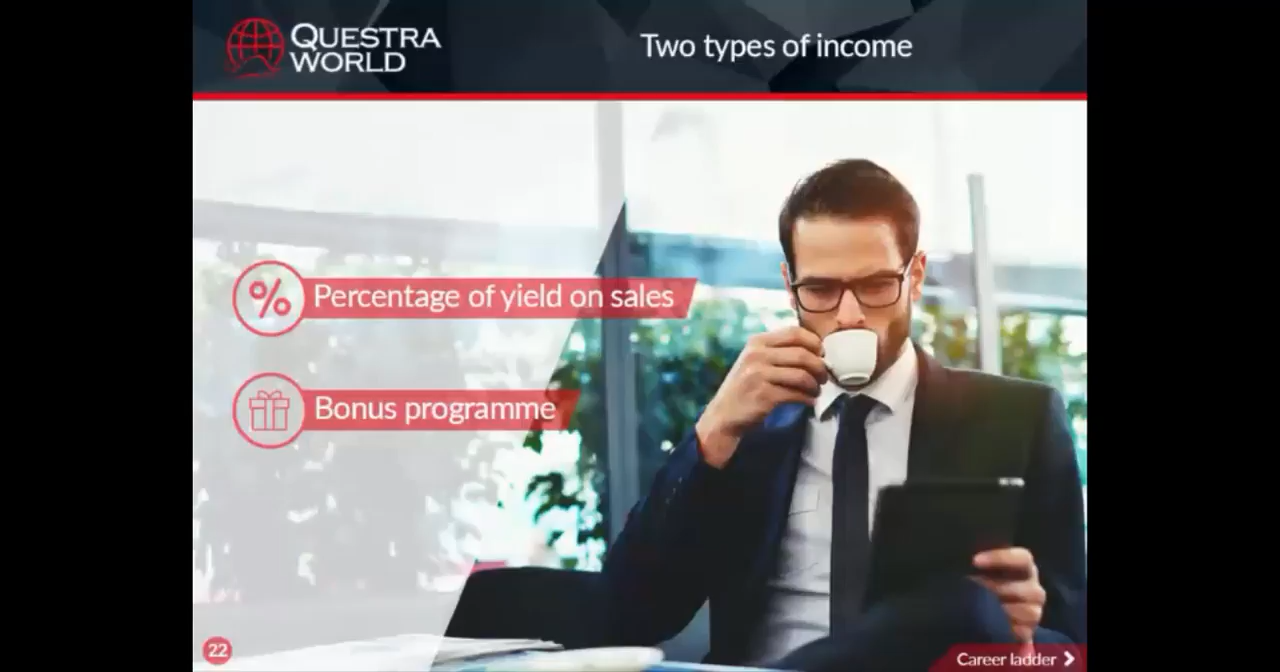 QUESTRA
WORLD
Two types of income
% Percentage of yield on sales
Bonus programme
22
Career ladder